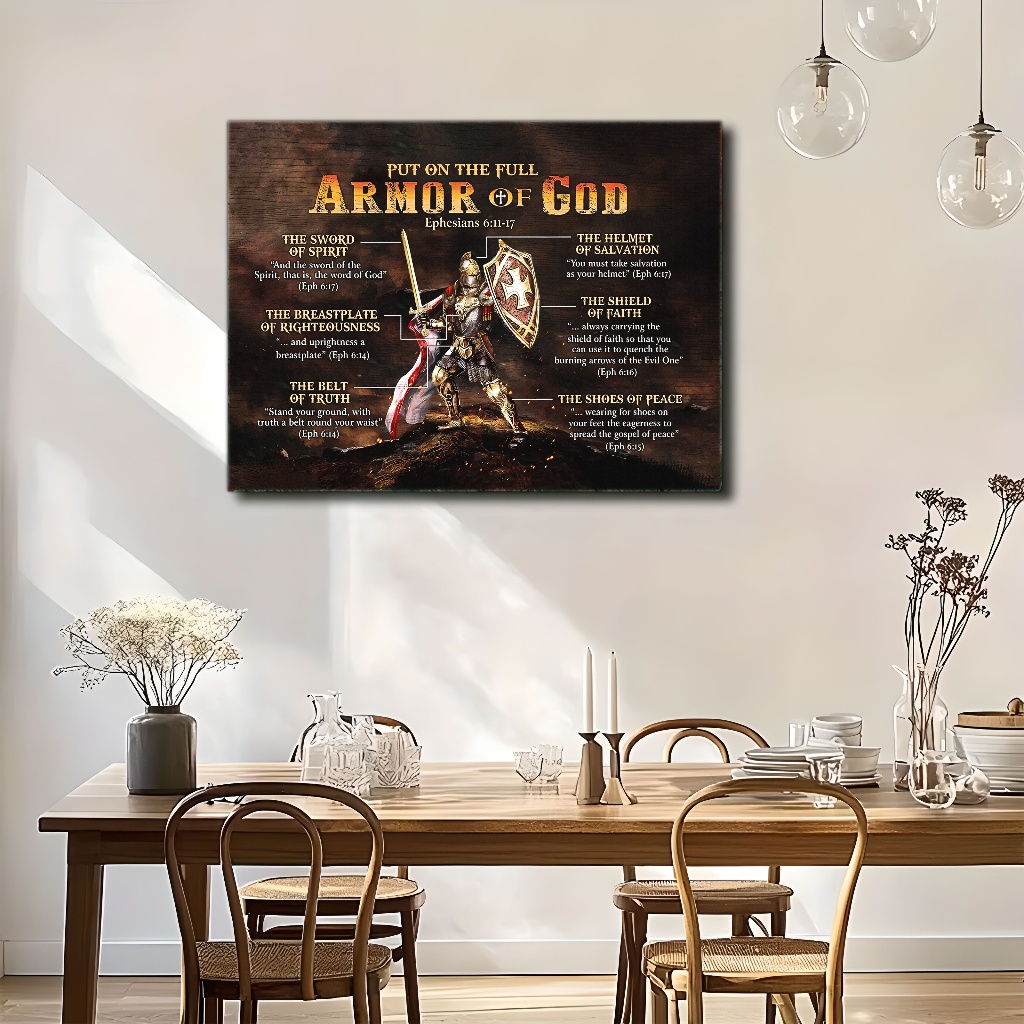 PUT ON THE FULL
ARMOR OF GOD
Ephesians 6:11-17
THE SWORD
OF SPIRIT
"And the sword of the
Spirit, that is, the word of God"
(Eph 6:17)
THE BREASTPLATE
OF RIGHTEOUSNESS
"... and uprightness a
breastplate" (Eph 6:14)
THE BELT
OF TRUTH
"Stand your ground, with
truth a belt round your waist"
(Eph 6:14)
THE HELMET
OF SALVATION
"You must take salvation
as your helmet" (Eph 6:17)
THE SHIELD
OF FAITH
"... always carrying the
shield of faith so that you
can use it to quench the
burning arrows of the Evil One"
(Eph 6:16)
THE SHOES OF PEACE
"... wearing for shoes on
your feet the eagerness to
spread the gospel of peace"
(Eph 6:15)